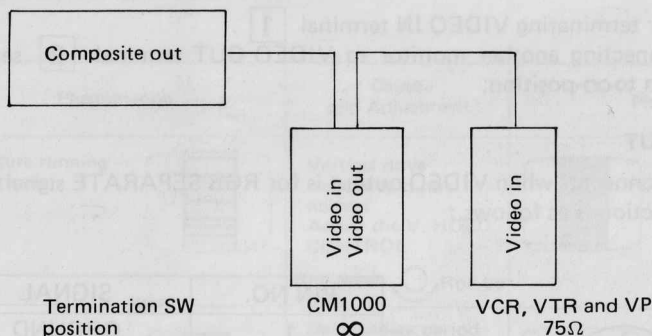 Composite out
Video in
Video out
Video in
Termination SW position
CM1000
∞
VCR, VTR and VP
75Ω